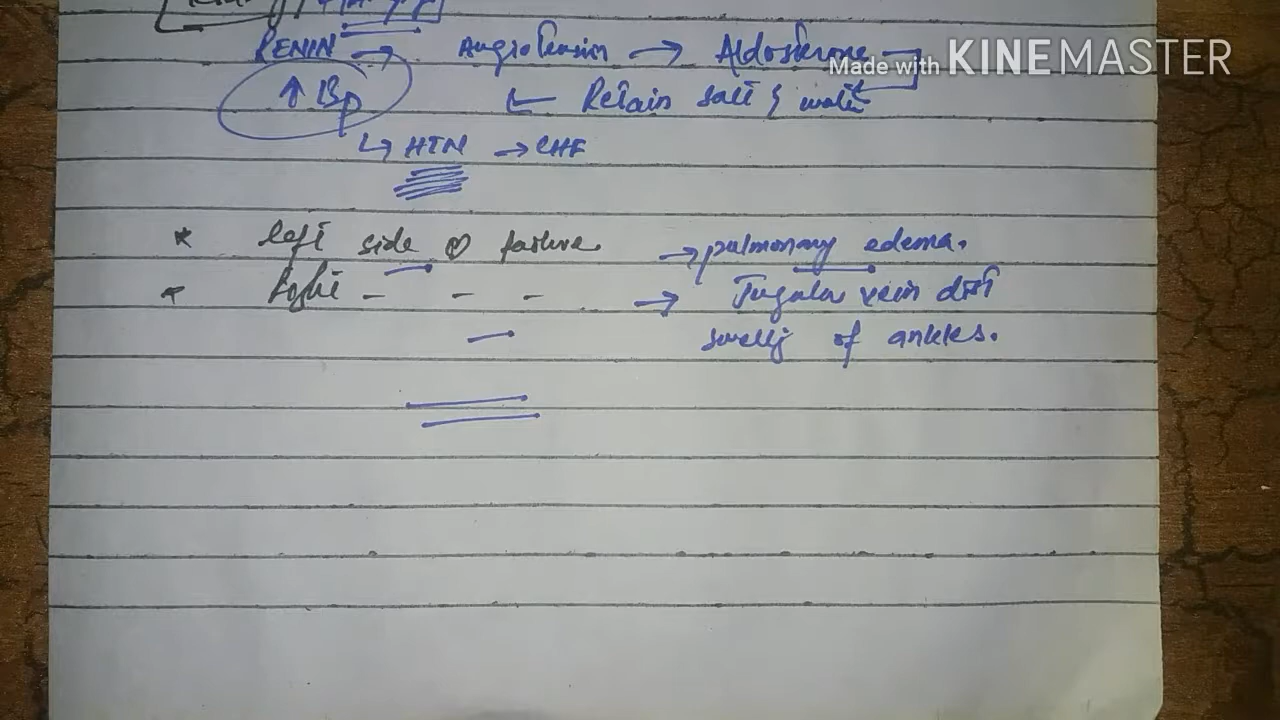 RENIN → Angiotensin → Aldosterone
Made with KINEMASTER
↑ Bp ← Retain salt & water
↳ HTN → CHF
* left side ♡ failure → pulmonary edema.
* Right - - - → Jugular vein dist
swellg of ankles.